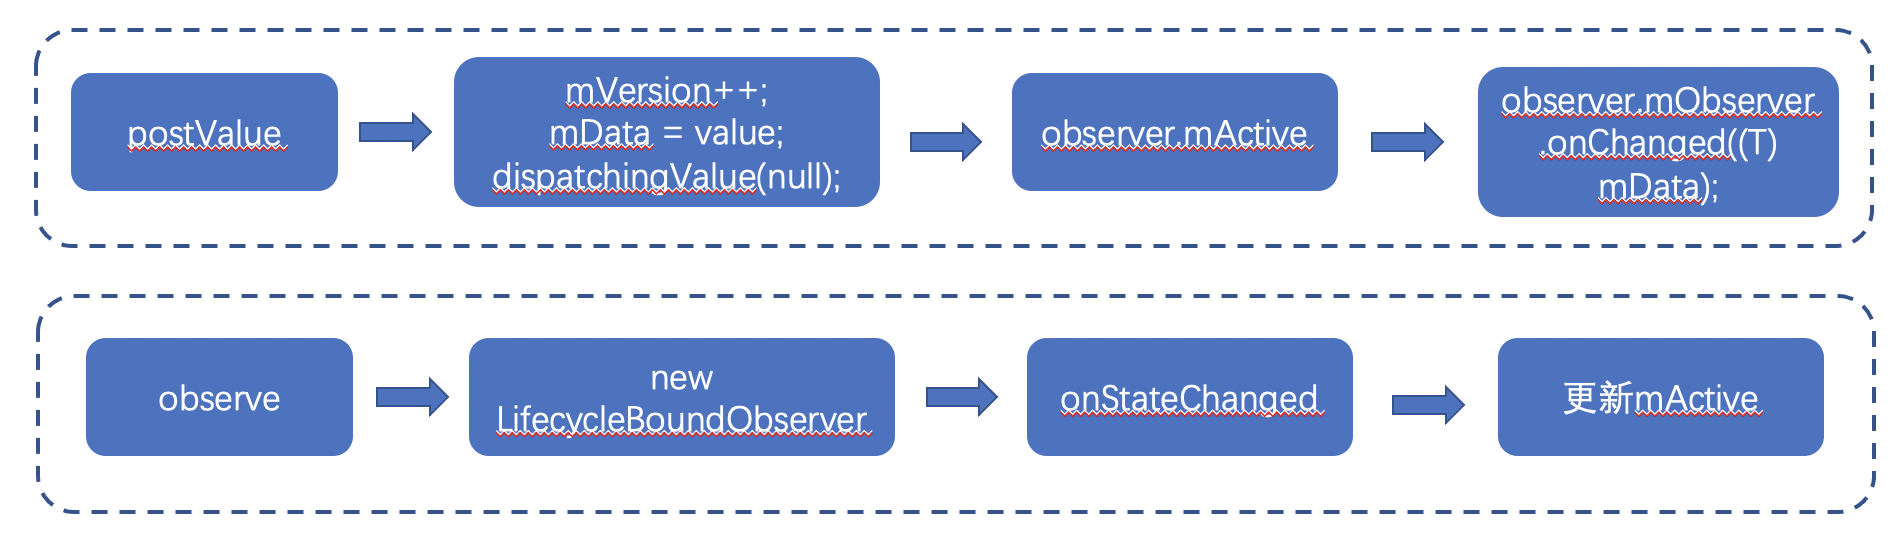 postValue
mVersion++;
mData = value;
dispatchingValue(null);
observer.mActive
observer.mObserver
.onChanged((T)
mData);
observe
new
LifecycleBoundObserver
onStateChanged
更新mActive